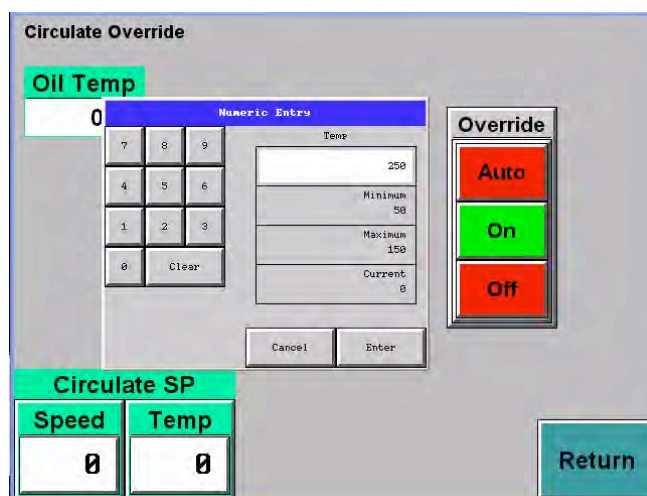 Circulate Override
Oil Temp
0
Numeric Entry
7 8 9
4 5 6
1 2 3
0 Clear
Temp
250
Minimum
50
Maximum
150
Current
0
Cancel Enter
Override
Auto
On
Off
Circulate SP
Speed Temp
0 0
Return